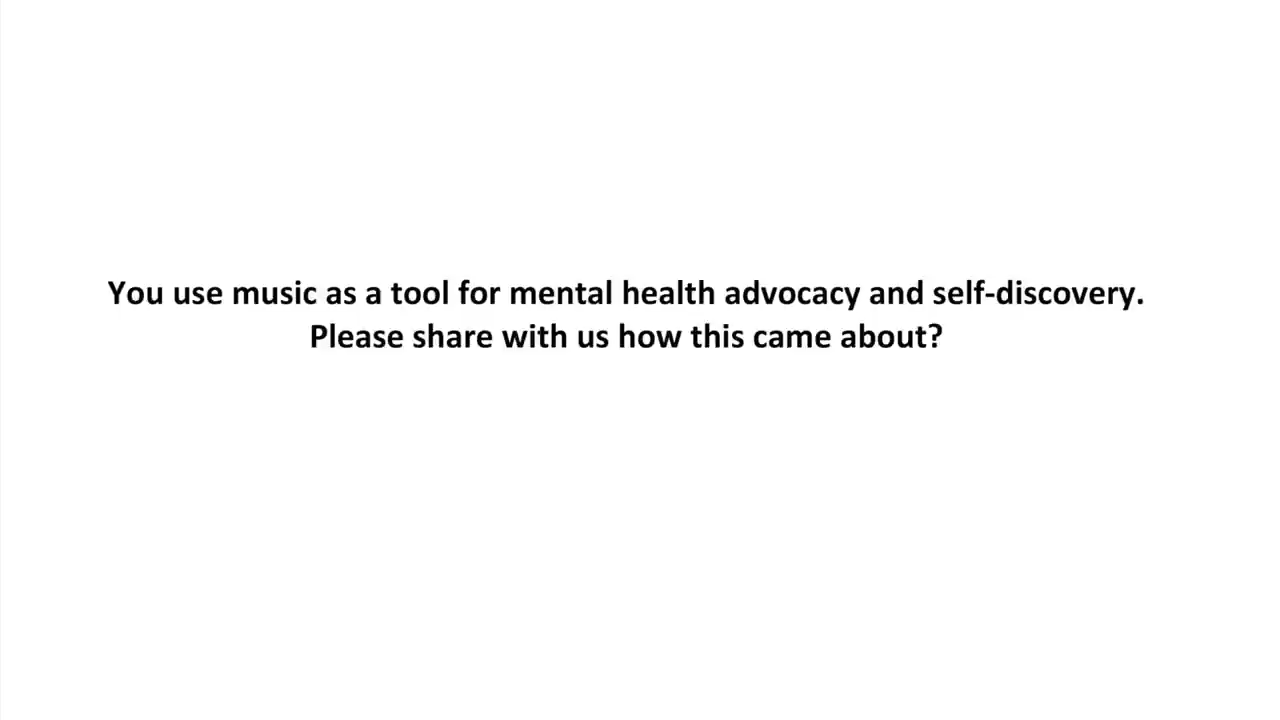 You use music as a tool for mental health advocacy and self-discovery.
Please share with us how this came about?